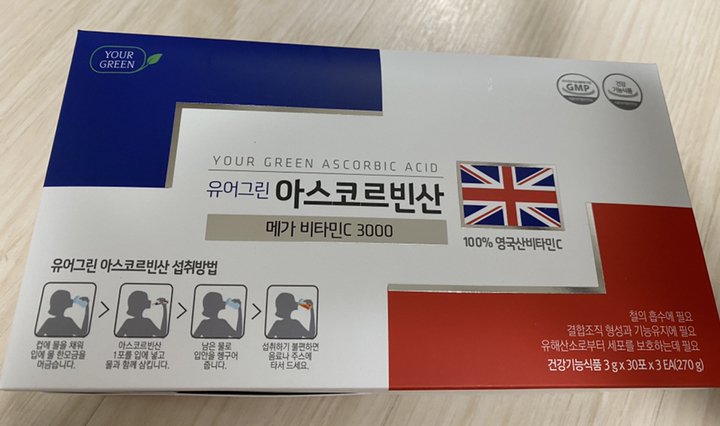 YOUR
GREEN
GMP
건강
기능식품
YOUR GREEN ASCORBIC ACID
유어그린 아스코르빈산
메가 비타민C 3000
100% 영국산비타민C
유어그린 아스코르빈산 섭취방법
컵에 물을 채워
입에 물 한모금을
머금습니다.
아스코르빈산
1포를 입에 넣고
물과 함께 삼킵니다.
남은 물로
입안을 헹구어
줍니다.
섭취하기 불편하면
음료나 주스에
타서 드세요.
철의 흡수에 필요
결합조직 형성과 기능유지에 필요
유해산소로부터 세포를 보호하는데 필요
건강기능식품 3 g x 30포 x 3 EA(270 g)